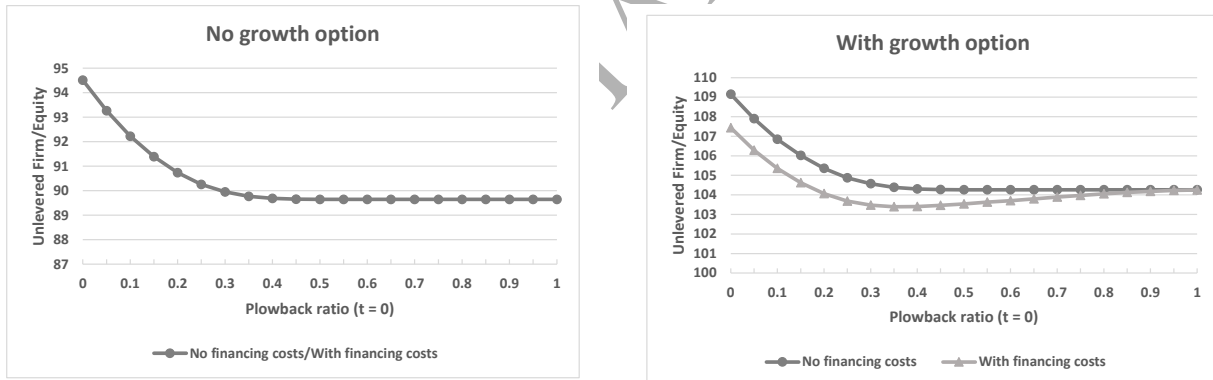 No growth option
95
94
93
92
91
90
89
88
87
Unlevered Firm/Equity
0 0.1 0.2 0.3 0.4 0.5 0.6 0.7 0.8 0.9 1
Plowback ratio (t = 0)
No financing costs/With financing costs
With growth option
110
109
108
107
106
105
104
103
102
101
100
Unlevered Firm/Equity
0 0.1 0.2 0.3 0.4 0.5 0.6 0.7 0.8 0.9 1
Plowback ratio (t = 0)
No financing costs With financing costs